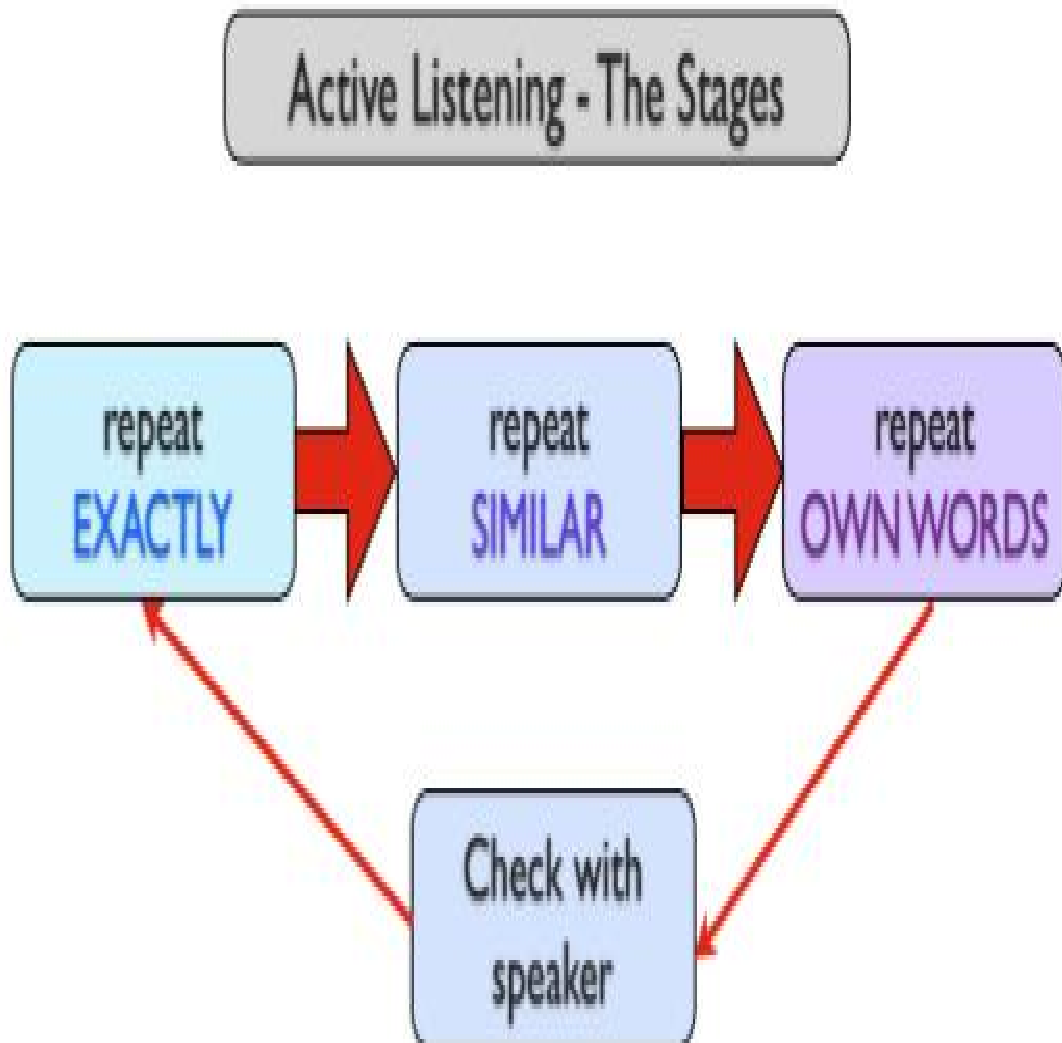 Active Listening - The Stages
repeat
EXACTLY
repeat
SIMILAR
repeat
OWN WORDS
Check with
speaker